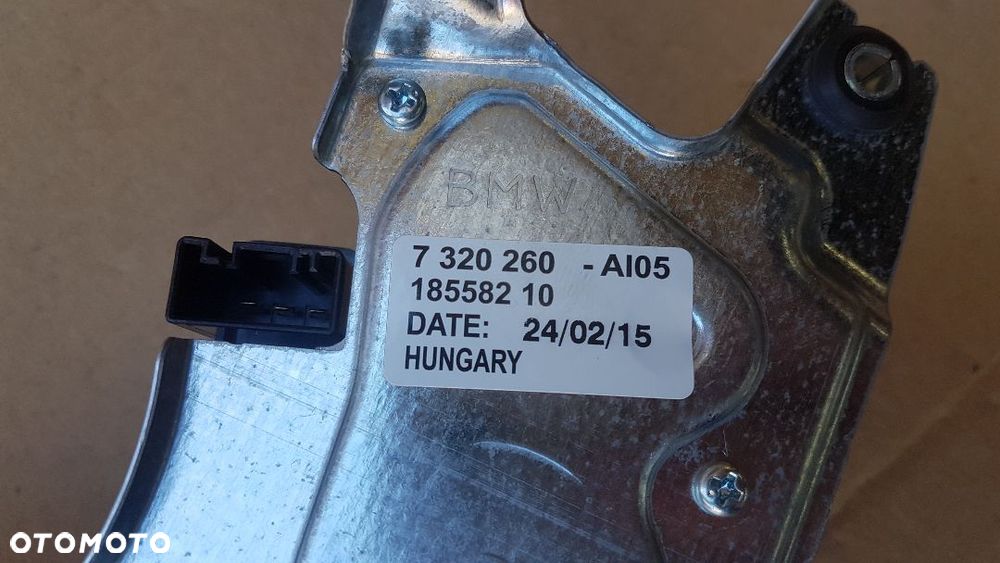 BMW
7 320 260 - AI05
185582 10
DATE: 24/02/15
HUNGARY
OTOMOTO